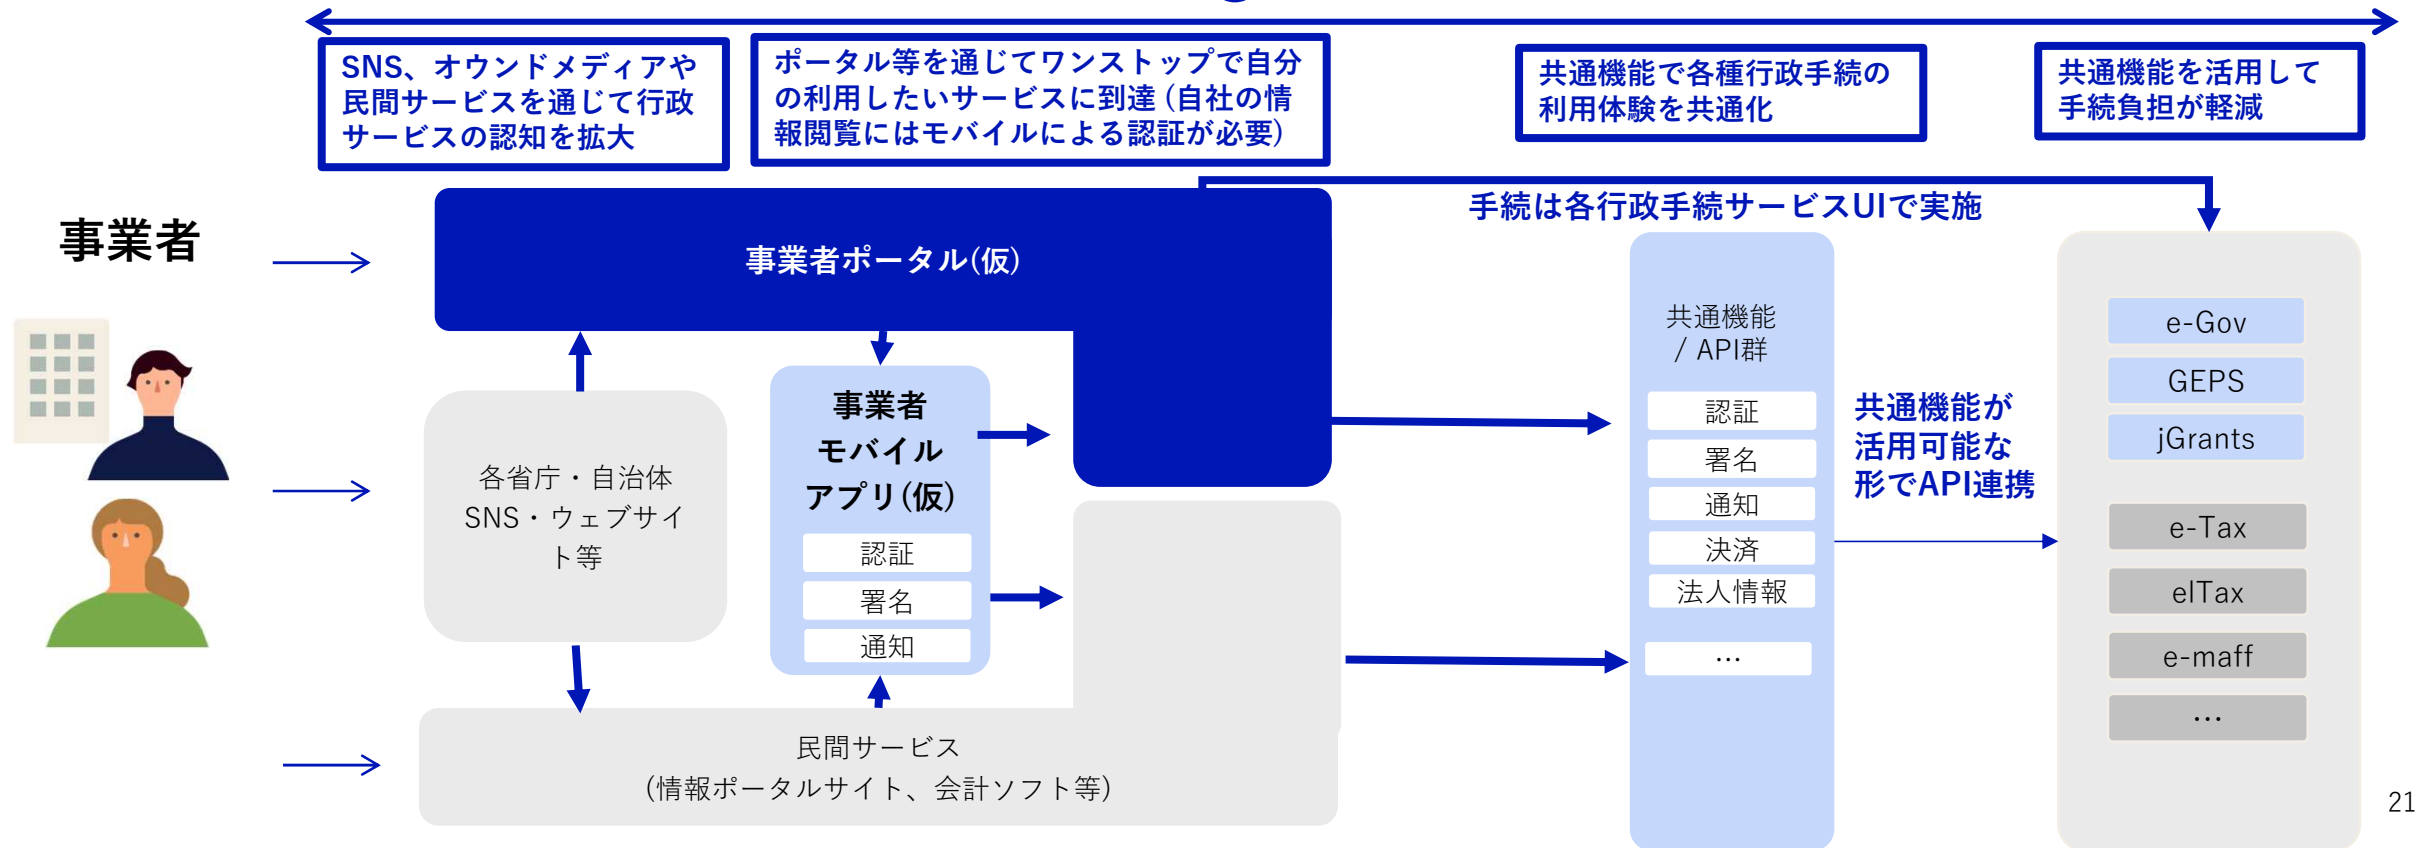 SNS、オウンドメディアや
民間サービスを通じて行政
サービスの認知を拡大
ポータル等を通じてワンストップで自分
の利用したいサービスに到達 (自社の情
報閲覧にはモバイルによる認証が必要)
共通機能で各種行政手続の
利用体験を共通化
共通機能を活用して
手続負担が軽減
事業者
事業者ポータル(仮)
手続は各行政手続サービスUIで実施
各省庁・自治体
SNS・ウェブサイ
ト等
事業者
モバイル
アプリ(仮)
認証
署名
通知
民間サービス
(情報ポータルサイト、会計ソフト等)
共通機能
/ API群
認証
署名
通知
決済
法人情報
…
共通機能が
活用可能な
形でAPI連携
e-Gov
GEPS
jGrants
e-Tax
elTax
e-maff
…
21